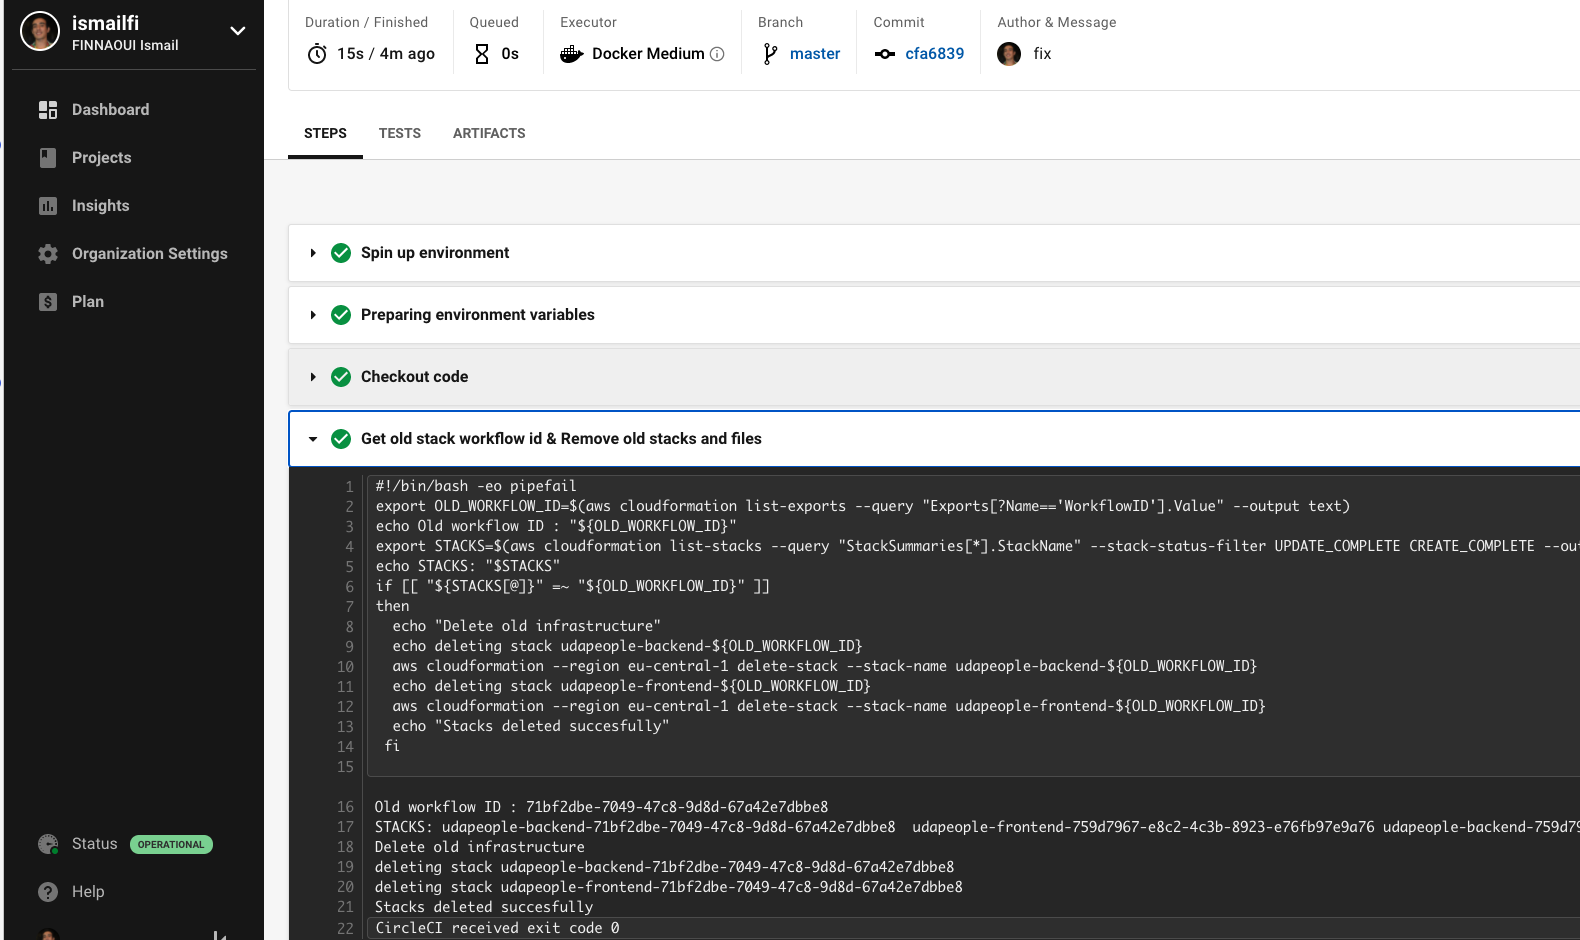 ismailfi
FINNAOUI Ismail
Dashboard
Projects
Insights
Organization Settings
Plan
Status OPERATIONAL
Help
Duration / Finished
15s / 4m ago
Queued
0s
Executor
Docker Medium
Branch
master
Commit
cfa6839
Author & Message
fix
STEPS TESTS ARTIFACTS
Spin up environment
Preparing environment variables
Checkout code
Get old stack workflow id & Remove old stacks and files
1 #!/bin/bash -eo pipefail
2 export OLD_WORKFLOW_ID=$(aws cloudformation list-exports --query "Exports[?Name=='WorkflowID'].Value" --output text)
3 echo Old workflow ID : "${OLD_WORKFLOW_ID}"
4 export STACKS=$(aws cloudformation list-stacks --query "StackSummaries[*].StackName" --stack-status-filter UPDATE_COMPLETE CREATE_COMPLETE --ou
5 echo STACKS: "$STACKS"
6 if [[ "${STACKS[@]}" =~ "${OLD_WORKFLOW_ID}" ]]
7 then
8 echo "Delete old infrastructure"
9 echo deleting stack udapeople-backend-${OLD_WORKFLOW_ID}
10 aws cloudformation --region eu-central-1 delete-stack --stack-name udapeople-backend-${OLD_WORKFLOW_ID}
11 echo deleting stack udapeople-frontend-${OLD_WORKFLOW_ID}
12 aws cloudformation --region eu-central-1 delete-stack --stack-name udapeople-frontend-${OLD_WORKFLOW_ID}
13 echo "Stacks deleted succesfully"
14 fi
15
16 Old workflow ID : 71bf2dbe-7049-47c8-9d8d-67a42e7dbbe8
17 STACKS: udapeople-backend-71bf2dbe-7049-47c8-9d8d-67a42e7dbbe8 udapeople-frontend-759d7967-e8c2-4c3b-8923-e76fb97e9a76 udapeople-backend-759d79
18 Delete old infrastructure
19 deleting stack udapeople-backend-71bf2dbe-7049-47c8-9d8d-67a42e7dbbe8
20 deleting stack udapeople-frontend-71bf2dbe-7049-47c8-9d8d-67a42e7dbbe8
21 Stacks deleted succesfully
22 CircleCI received exit code 0